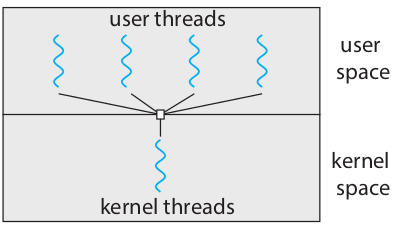 user threads
user
space
kernel
space
kernel threads